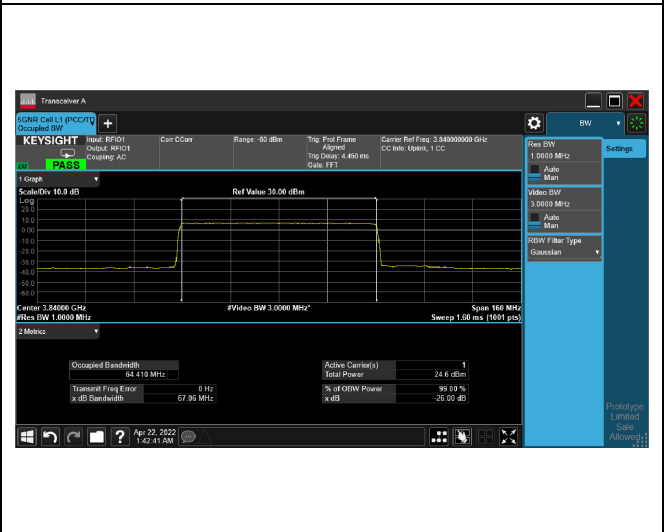 Transceiver A
5GNR Cell L1 (PCC/TD
Occupied BW
+
BW
KEYSIGHT
Input: RFIO1
Output: RFIO1
Coupling: AC
Off
PASS
Corr CCorr
Range: -60 dBm
Trig: Prot Frame
Aligned
Trig Delay: 4.450 ms
Gate: FFT
Carrier Ref Freq: 3.840000000 GHz
CC Info: Uplink, 1 CC
Res BW
1.0000 MHz
Auto
Man
Video BW
3.0000 MHz
Auto
Man
RBW Filter Type
Gaussian
Settings
1 Graph
Scale/Div 10.0 dB
Ref Value 30.00 dBm
Log
20.0
10.0
0.00
-10.0
-20.0
-30.0
-40.0
-50.0
-60.0
Center 3.84000 GHz
#Video BW 3.0000 MHz*
Span 160 MHz
#Res BW 1.0000 MHz
Sweep 1.60 ms (1001 pts)
2 Metrics
Occupied Bandwidth
64.410 MHz
Active Carrier(s) 1
Total Power 24.6 dBm
Transmit Freq Error 0 Hz
x dB Bandwidth 67.06 MHz
% of OBW Power 99.00 %
x dB -26.00 dB
Prototype
Limited
Sale
Allowed
?
Apr 22, 2022
1:42:41 AM